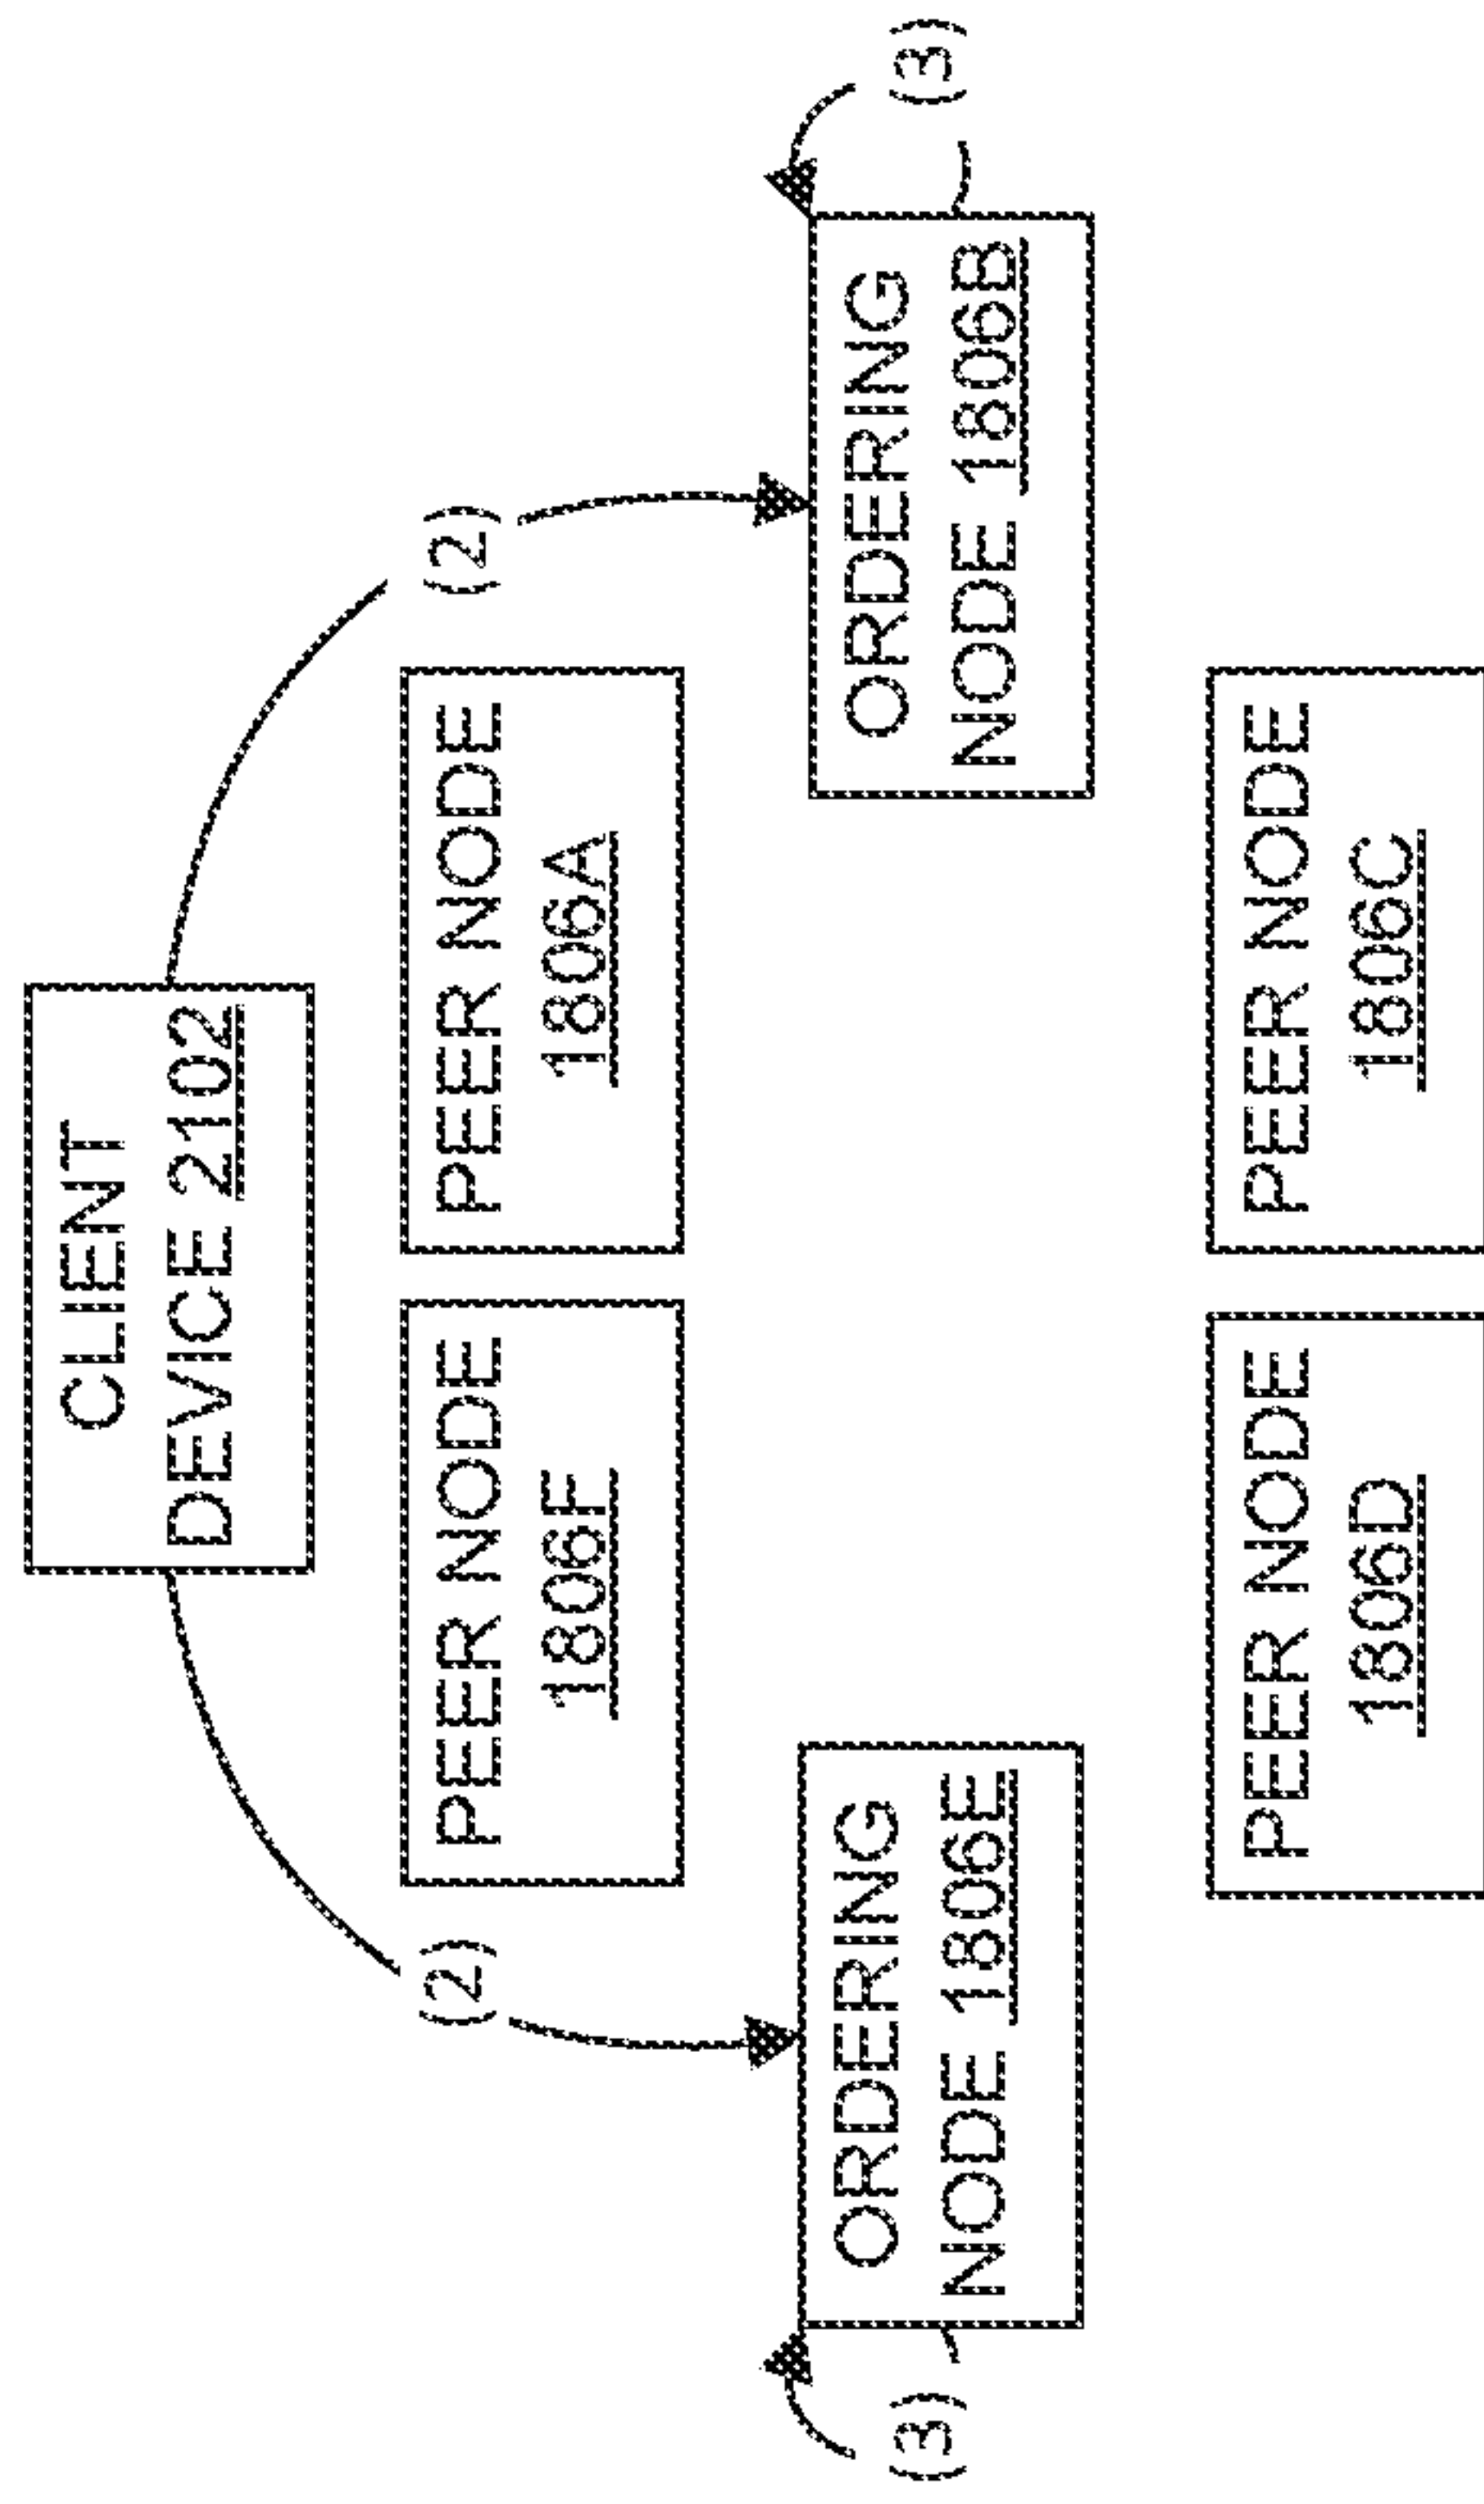 CLIENT
DEVICE 2102
(2)
(2)
PEER NODE
1806F
PEER NODE
1806A
(3)
ORDERING
NODE 1806E
ORDERING
NODE 1806B
(3)
PEER NODE
1806D
PEER NODE
1806C